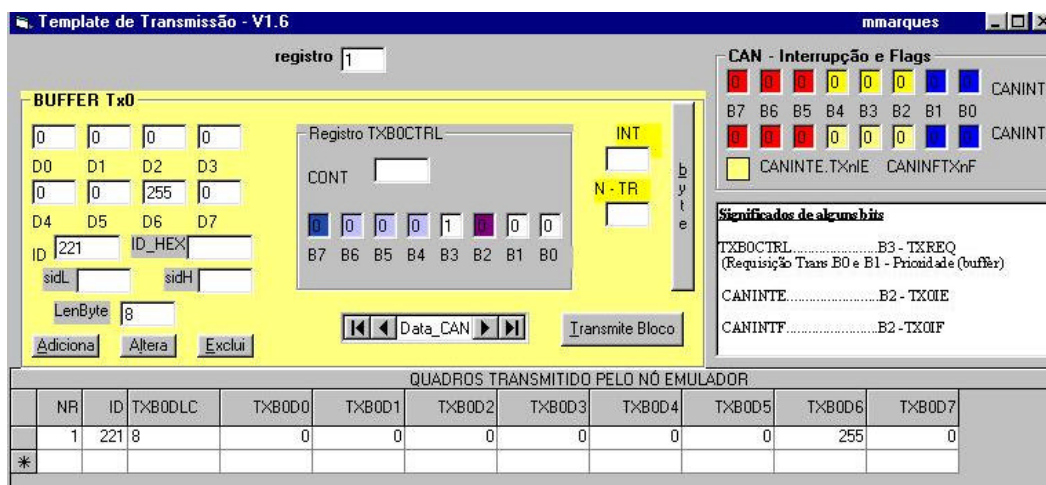 Template de Transmissão - V1.6 mmarques
registro 1
BUFFER Tx0
0 0 0 0
D0 D1 D2 D3
0 0 255 0
D4 D5 D6 D7
ID 221 ID_HEX
sidL sidH
LenByte 8
Adiciona Altera Exclui
Registro TXB0CTRL
CONT
0 0 0 0 1 0 0 0
B7 B6 B5 B4 B3 B2 B1 B0
Data_CAN
INT
N - TR
Transmite Bloco
byte
CAN - Interrupção e Flags
0 0 0 0 0 0 0 0 CANINT
B7 B6 B5 B4 B3 B2 B1 B0
0 0 0 0 0 0 0 0 CANINT
CANINTE.TXnIE CANINFTXnF
Significados de alguns bits
TXB0CTRL......................B3 - TXREQ
(Requisição Trans B0 e B1 - Prioridade (buffer)
CANINTE.......................B2 - TX0IE
CANINTF.......................B2 -TX0IF
QUADROS TRANSMITIDO PELO NÓ EMULADOR
NR ID TXB0DLC TXB0D0 TXB0D1 TXB0D2 TXB0D3 TXB0D4 TXB0D5 TXB0D6 TXB0D7
1 221 8 0 0 0 0 0 0 255 0
*